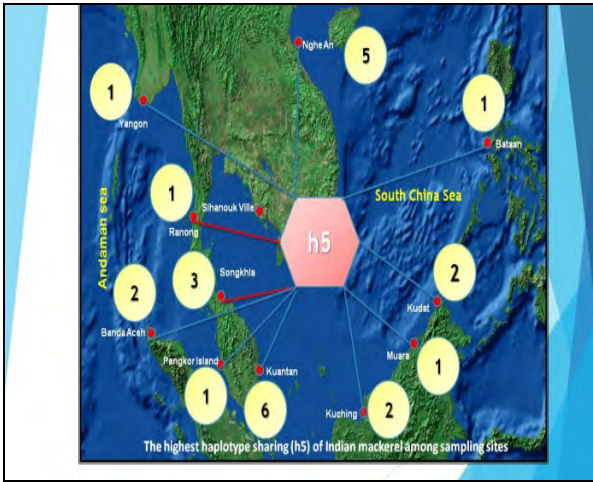 Nghe An
5
1
1
Yangon
Bataan
South China Sea
1
Sihanouk Ville
Ranong
h5
Andaman sea
3
Songkhla
2
2
Kudat
Banda Aceh
Muara
Pangkor Island
Kuantan
1
1
6
Kuching
2
The highest haplotype sharing (h5) of Indian mackerel among sampling sites